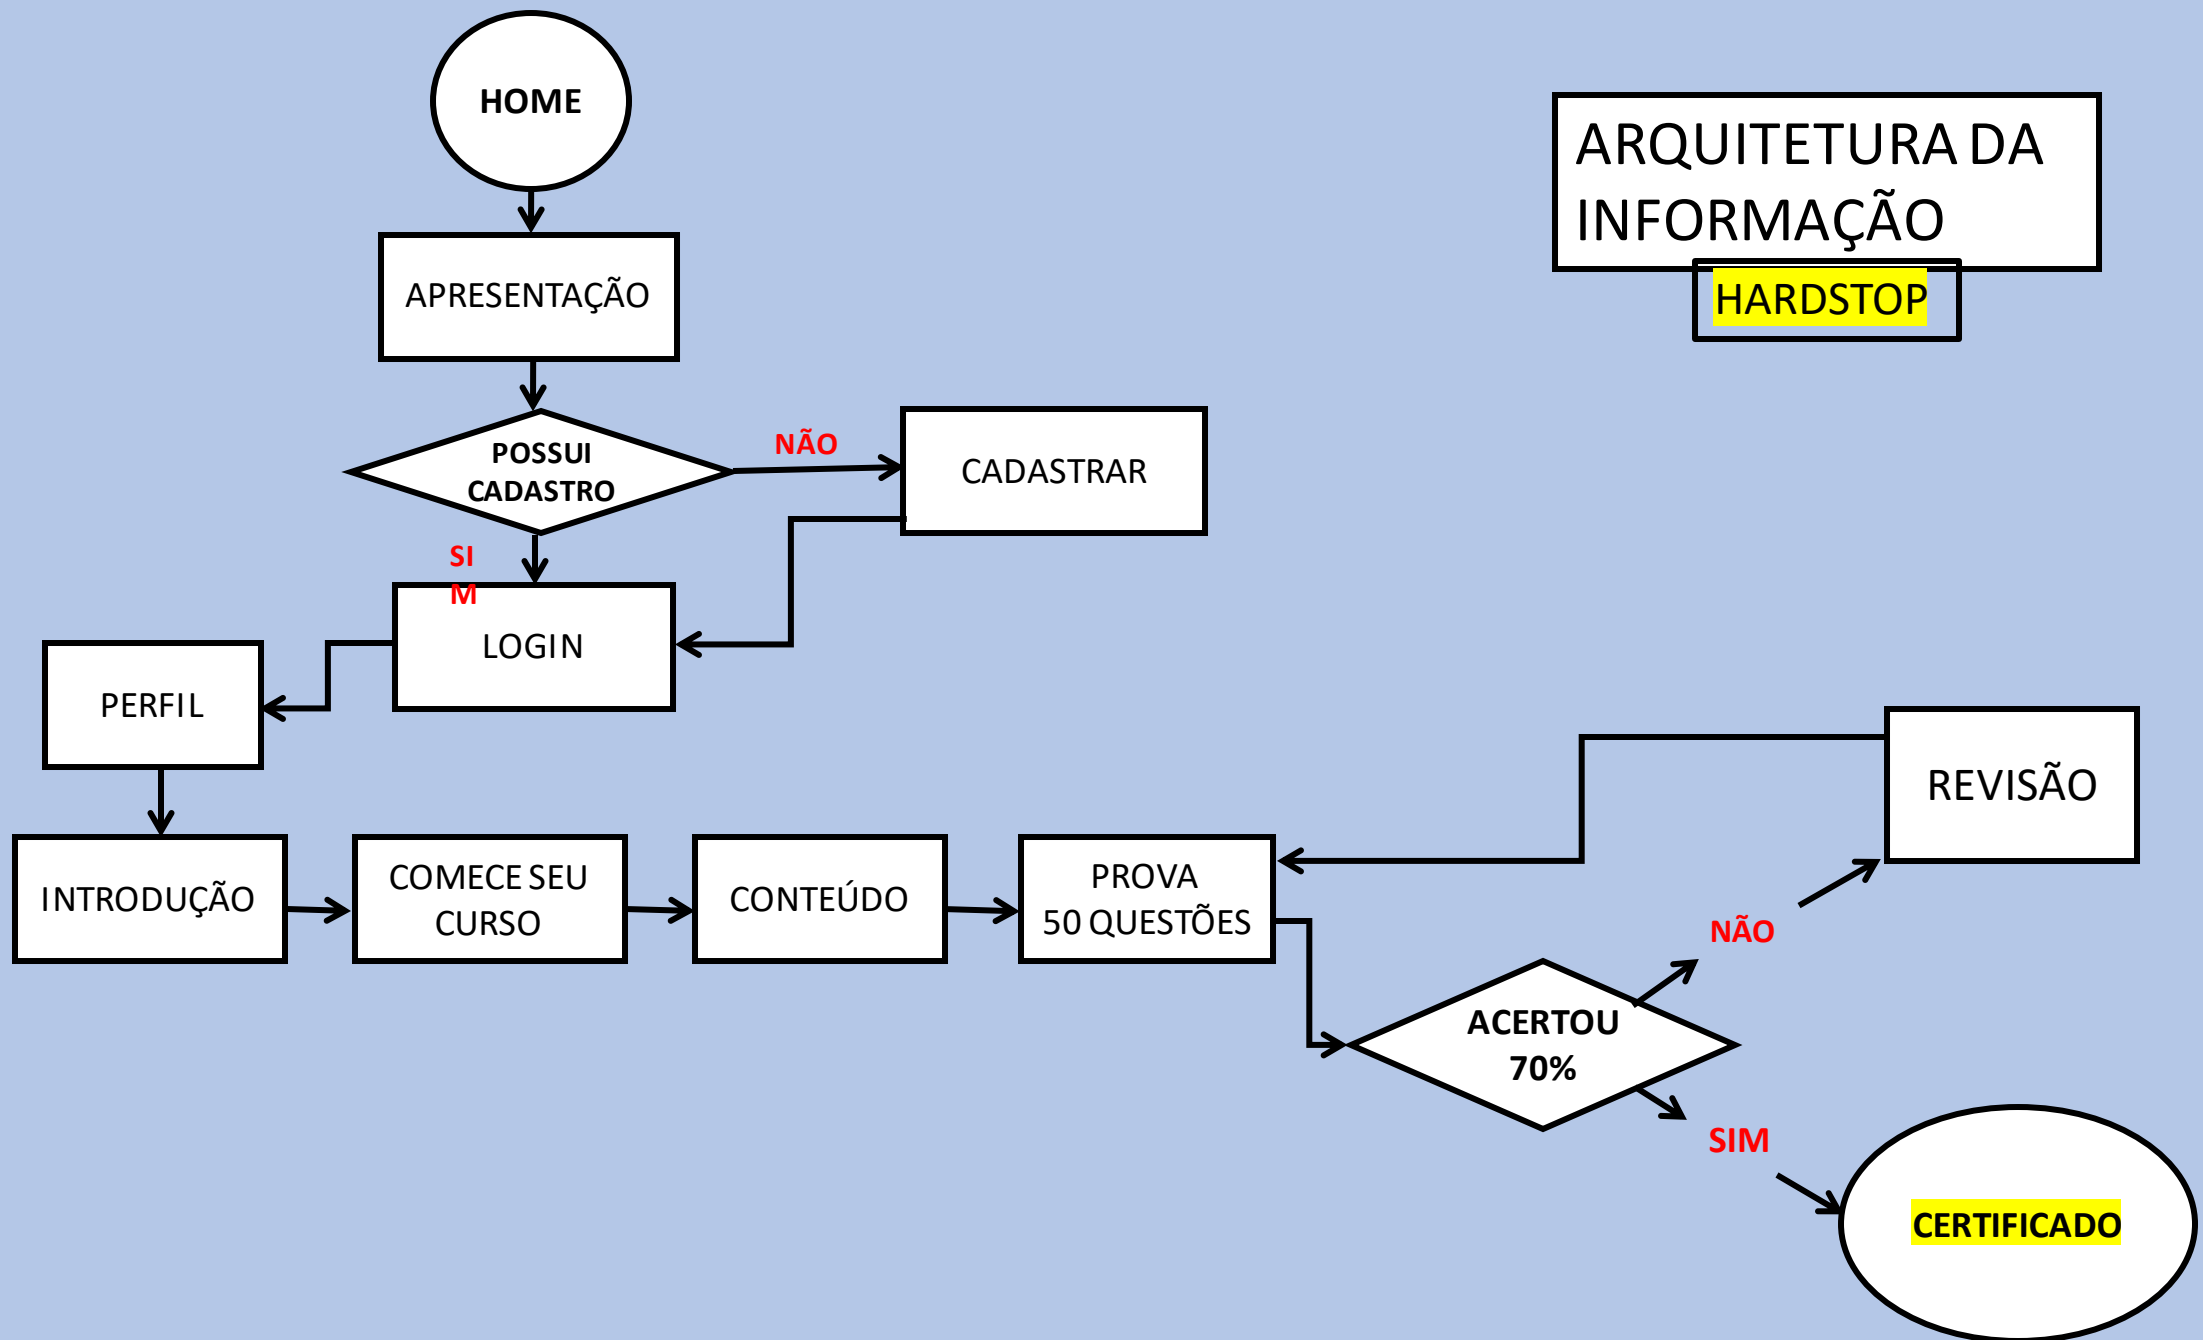 HOME
ARQUITETURA DA
INFORMAÇÃO
HARDSTOP
APRESENTAÇÃO
POSSUI
CADASTRO
NÃO
CADASTRAR
SI
M
LOGIN
PERFIL
REVISÃO
INTRODUÇÃO
COMECE SEU
CURSO
CONTEÚDO
PROVA
50 QUESTÕES
NÃO
ACERTOU
70%
SIM
CERTIFICADO